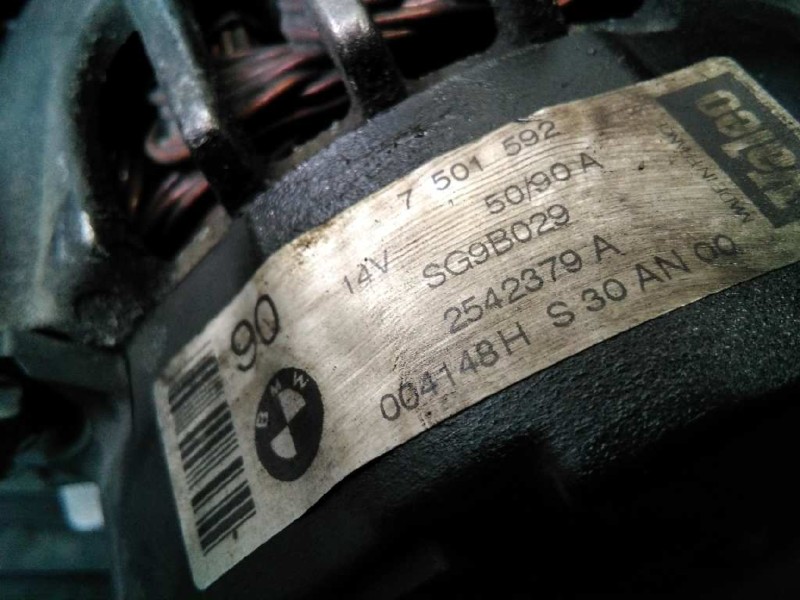 Valeo
MADE IN FRANCE
7 501 592
14V 50/90 A
SG9B029
2542379 A
004148H S 30 AN 00
90
BMW